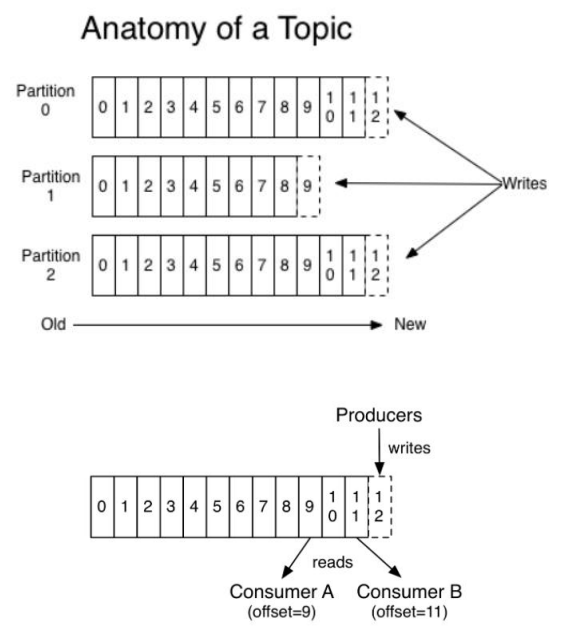 Anatomy of a Topic
Partition
0
0 1 2 3 4 5 6 7 8 9 10 11 12
Partition
1
0 1 2 3 4 5 6 7 8 9
Writes
Partition
2
0 1 2 3 4 5 6 7 8 9 10 11 12
Old New
Producers
writes
0 1 2 3 4 5 6 7 8 9 10 11 12
reads
Consumer A Consumer B
(offset=9) (offset=11)